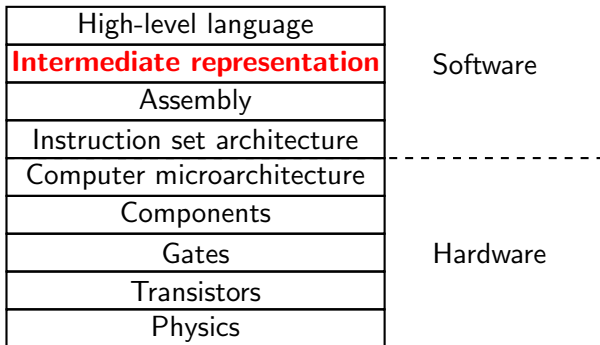 High-level language
Intermediate representation
Software
Assembly
Instruction set architecture
Computer microarchitecture
Components
Gates
Hardware
Transistors
Physics